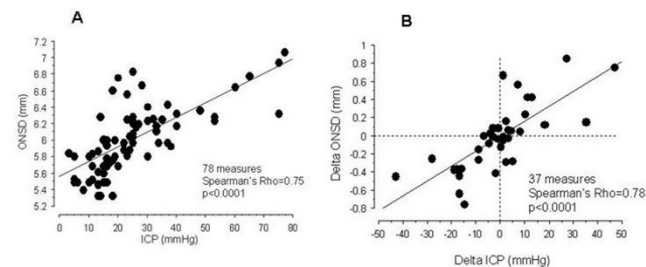 A
7.2
7
6.8
6.6
6.4
6.2
6
5.8
5.6
5.4
5.2
ONSD (mm)
78 measures
Spearman's Rho=0.75
p<0.0001
0 10 20 30 40 50 60 70 80
ICP (mmHg)
B
1
0.8
0.6
0.4
0.2
0
-0.2
-0.4
-0.6
-0.8
Delta ONSD (mm)
37 measures
Spearman's Rho=0.78
p<0.0001
-50 -40 -30 -20 -10 0 10 20 30 40 50
Delta ICP (mmHg)